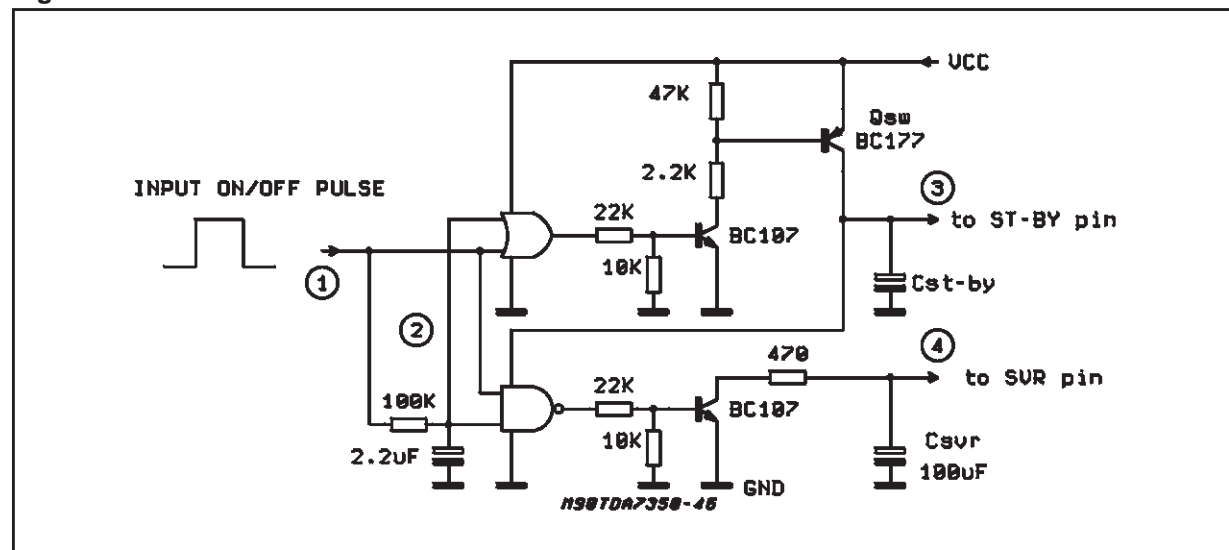 VCC
47K
Qsw
BC177
2.2K
INPUT ON/OFF PULSE
3
22K
to ST-BY pin
BC107
10K
1
Cst-by
2
4
470
to SVR pin
22K
100K
BC107
10K
Csvr
2.2uF
100uF
GND
M90TDA7350-46